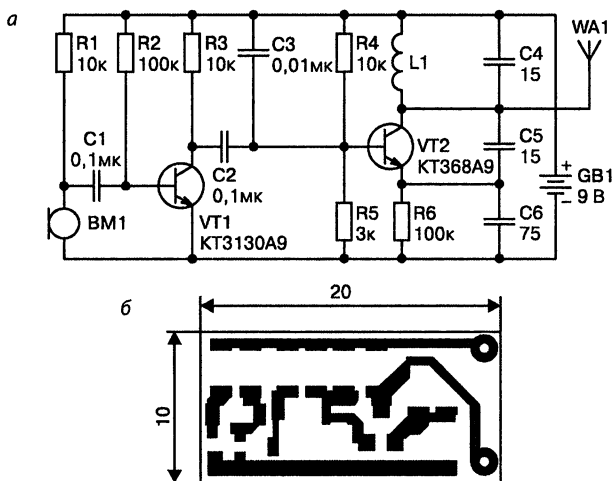 а
R1
10к
R2
100к
R3
10к
C3
0,01мк
R4
10к
L1
C4
15
WA1
C1
0,1мк
C2
0,1мк
VT2
КТ368А9
C5
15
GB1
9 В
+
–
BM1
VT1
КТ3130А9
R5
3к
R6
100к
C6
75
б
20
10